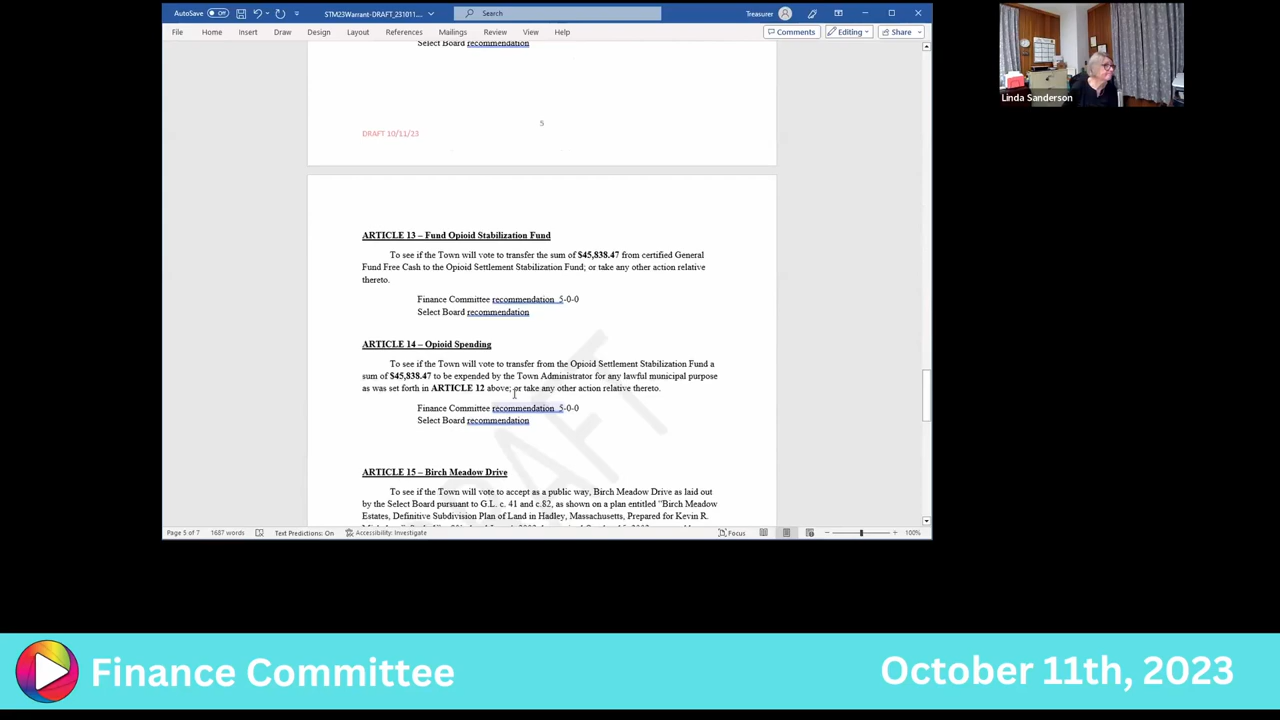 AutoSave Off STM23Warrant-DRAFT_231011... Search Treasurer
File Home Insert Draw Design Layout References Mailings Review View Help Comments Editing Share
Select Board recommendation
5
DRAFT 10/11/23
ARTICLE 13 – Fund Opioid Stabilization Fund
To see if the Town will vote to transfer the sum of $45,838.47 from certified General
Fund Free Cash to the Opioid Settlement Stabilization Fund; or take any other action relative
thereto.
Finance Committee recommendation 5-0-0
Select Board recommendation
ARTICLE 14 – Opioid Spending
To see if the Town will vote to transfer from the Opioid Settlement Stabilization Fund a
sum of $45,838.47 to be expended by the Town Administrator for any lawful municipal purpose
as was set forth in ARTICLE 12 above; or take any other action relative thereto.
Finance Committee recommendation 5-0-0
Select Board recommendation
DRAFT
ARTICLE 15 – Birch Meadow Drive
To see if the Town will vote to accept as a public way, Birch Meadow Drive as laid out
by the Select Board pursuant to G.L. c. 41 and c.82, as shown on a plan entitled “Birch Meadow
Estates, Definitive Subdivision Plan of Land in Hadley, Massachusetts, Prepared for Kevin R.
Page 5 of 7 1687 words Text Predictions: On Accessibility: Investigate Focus 100%
Linda Sanderson
Finance Committee
October 11th, 2023